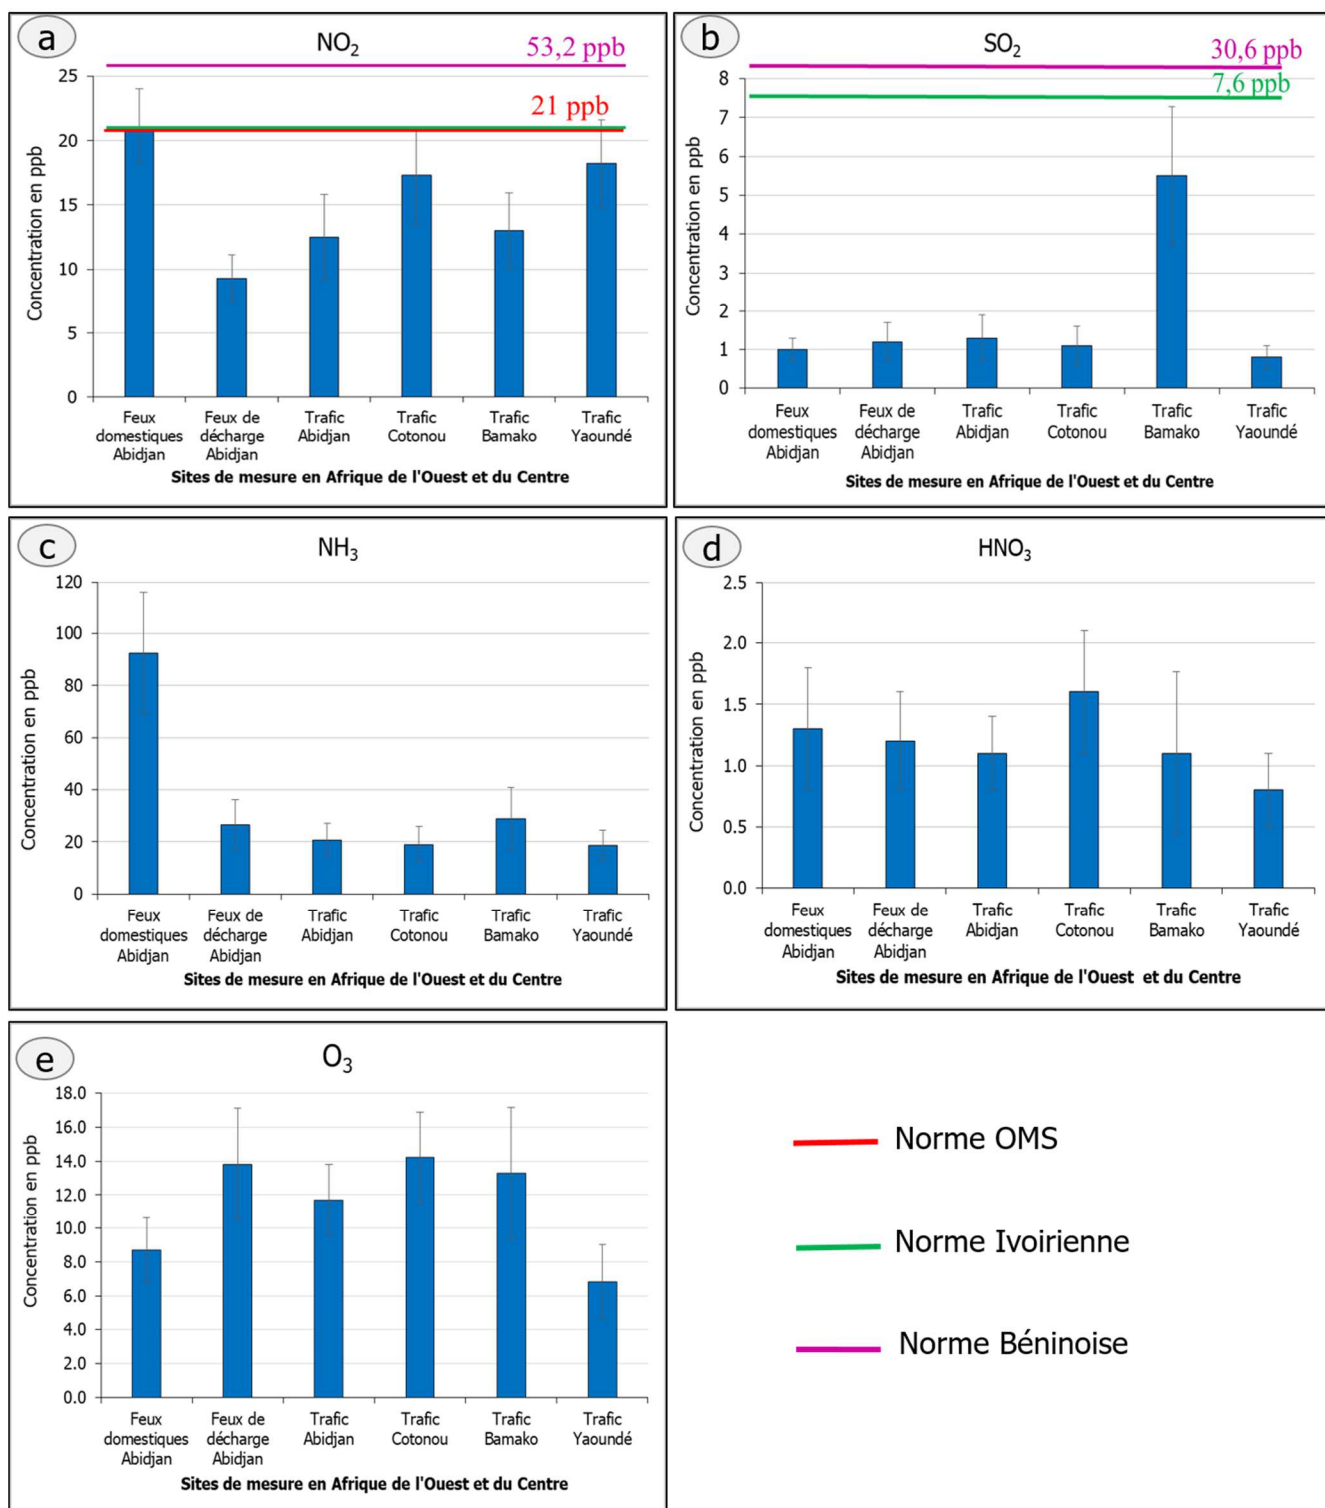 a
NO₂
53,2 ppb
21 ppb
Concentration en ppb
25
20
15
10
5
0
Feux domestiques Abidjan
Feux de décharge Abidjan
Trafic Abidjan
Trafic Cotonou
Trafic Bamako
Trafic Yaoundé
Sites de mesure en Afrique de l'Ouest et du Centre
b
SO₂
30,6 ppb
7,6 ppb
Concentration en ppb
8
7
6
5
4
3
2
1
0
Feux domestiques Abidjan
Feux de décharge Abidjan
Trafic Abidjan
Trafic Cotonou
Trafic Bamako
Trafic Yaoundé
Sites de mesure en Afrique de l'Ouest et du Centre
c
NH₃
Concentration en ppb
120
100
80
60
40
20
0
Feux domestiques Abidjan
Feux de décharge Abidjan
Trafic Abidjan
Trafic Cotonou
Trafic Bamako
Trafic Yaoundé
Sites de mesure en Afrique de l'Ouest et du Centre
d
HNO₃
Concentration en ppb
2.5
2.0
1.5
1.0
0.5
0.0
Feux domestiques Abidjan
Feux de décharge Abidjan
Trafic Abidjan
Trafic Cotonou
Trafic Bamako
Trafic Yaoundé
Sites de mesure en Afrique de l'Ouest et du Centre
e
O₃
Concentration en ppb
18.0
16.0
14.0
12.0
10.0
8.0
6.0
4.0
2.0
0.0
Feux domestiques Abidjan
Feux de décharge Abidjan
Trafic Abidjan
Trafic Cotonou
Trafic Bamako
Trafic Yaoundé
Sites de mesure en Afrique de l'Ouest et du Centre
Norme OMS
Norme Ivoirienne
Norme Béninoise